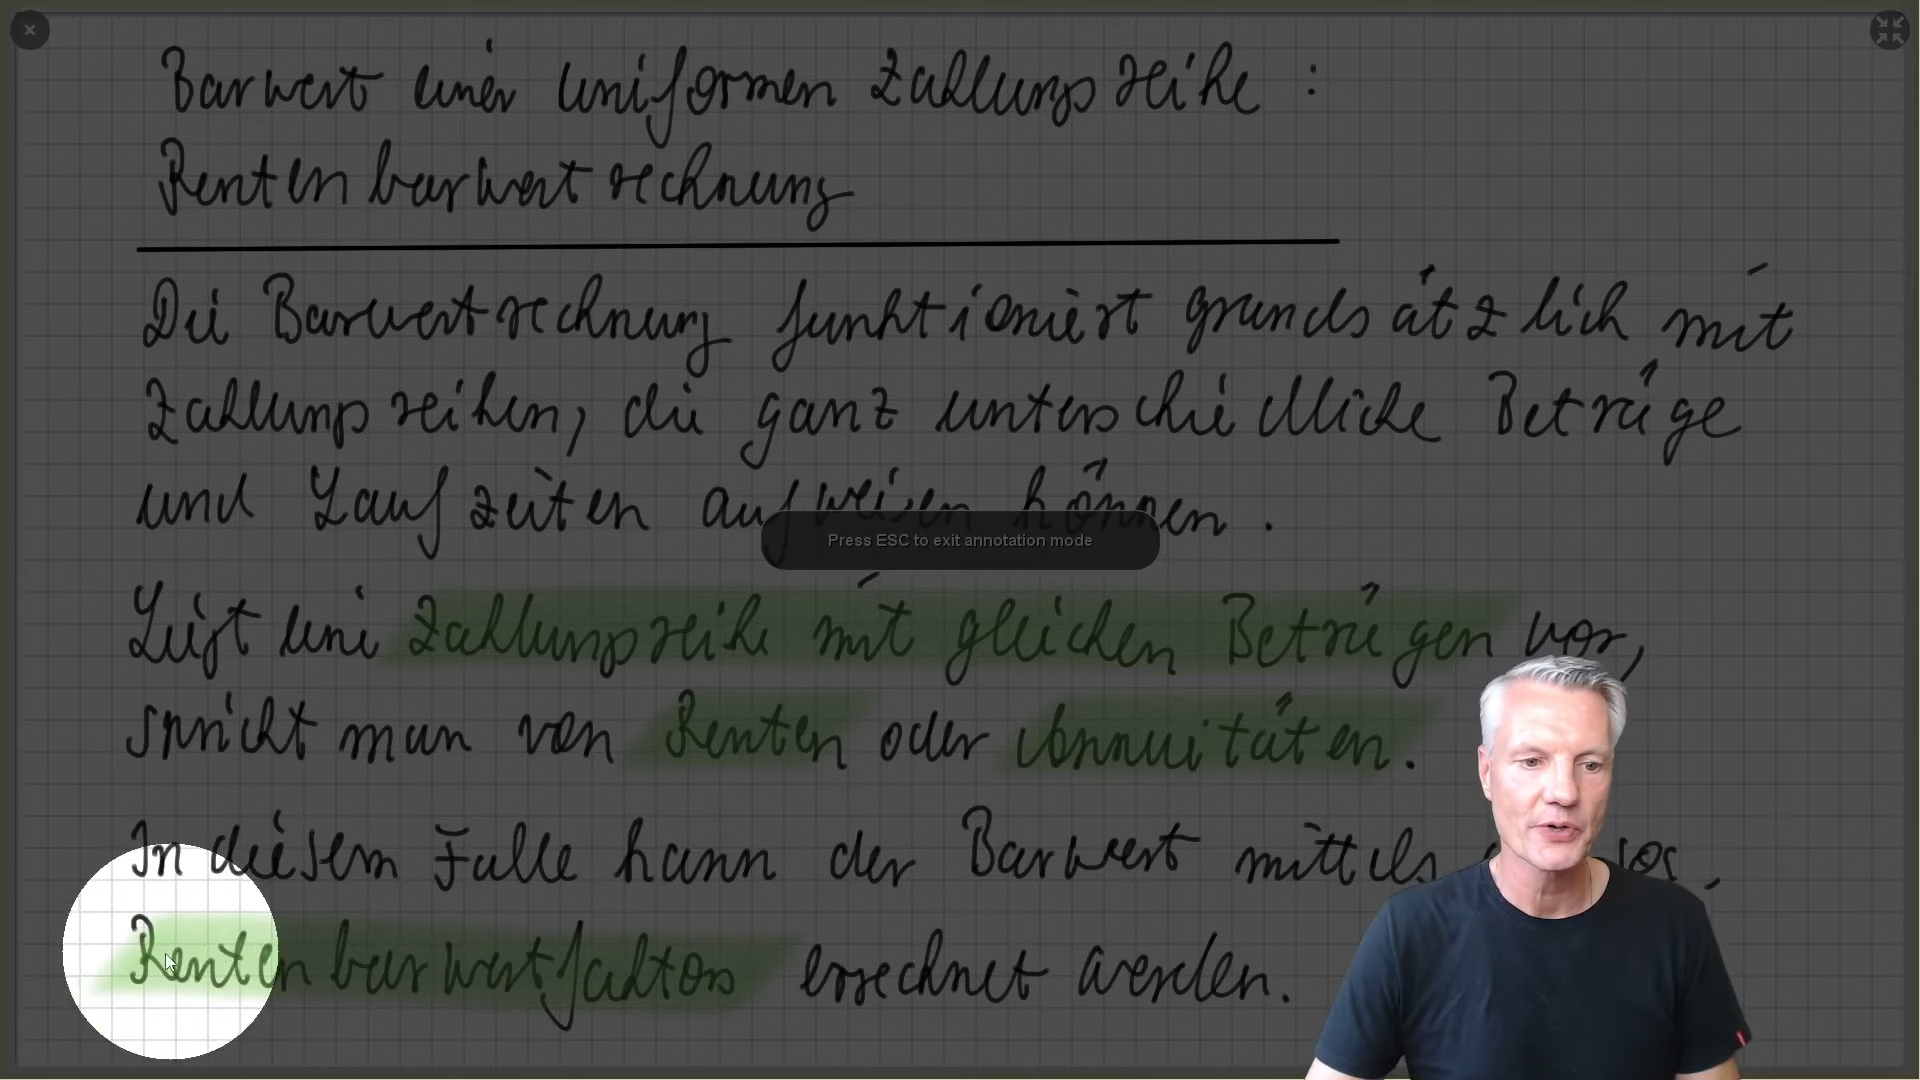 Barwert einer uniformen Zahlungsreihe :
Rentenbarwertrechnung
Die Barwertrechnung funktioniert grundsätzlich mit
Zahlungsreihen, die ganz unterschiedliche Beträge
und Laufzeiten aufweisen können.
Press ESC to exit annotation mode
Liegt eine Zahlungsreihe mit gleichen Beträgen vor,
spricht man von Renten oder Annuitäten.
In diesem Falle kann der Barwert mittels
Rentenbarwertfaktors errechnet werden.